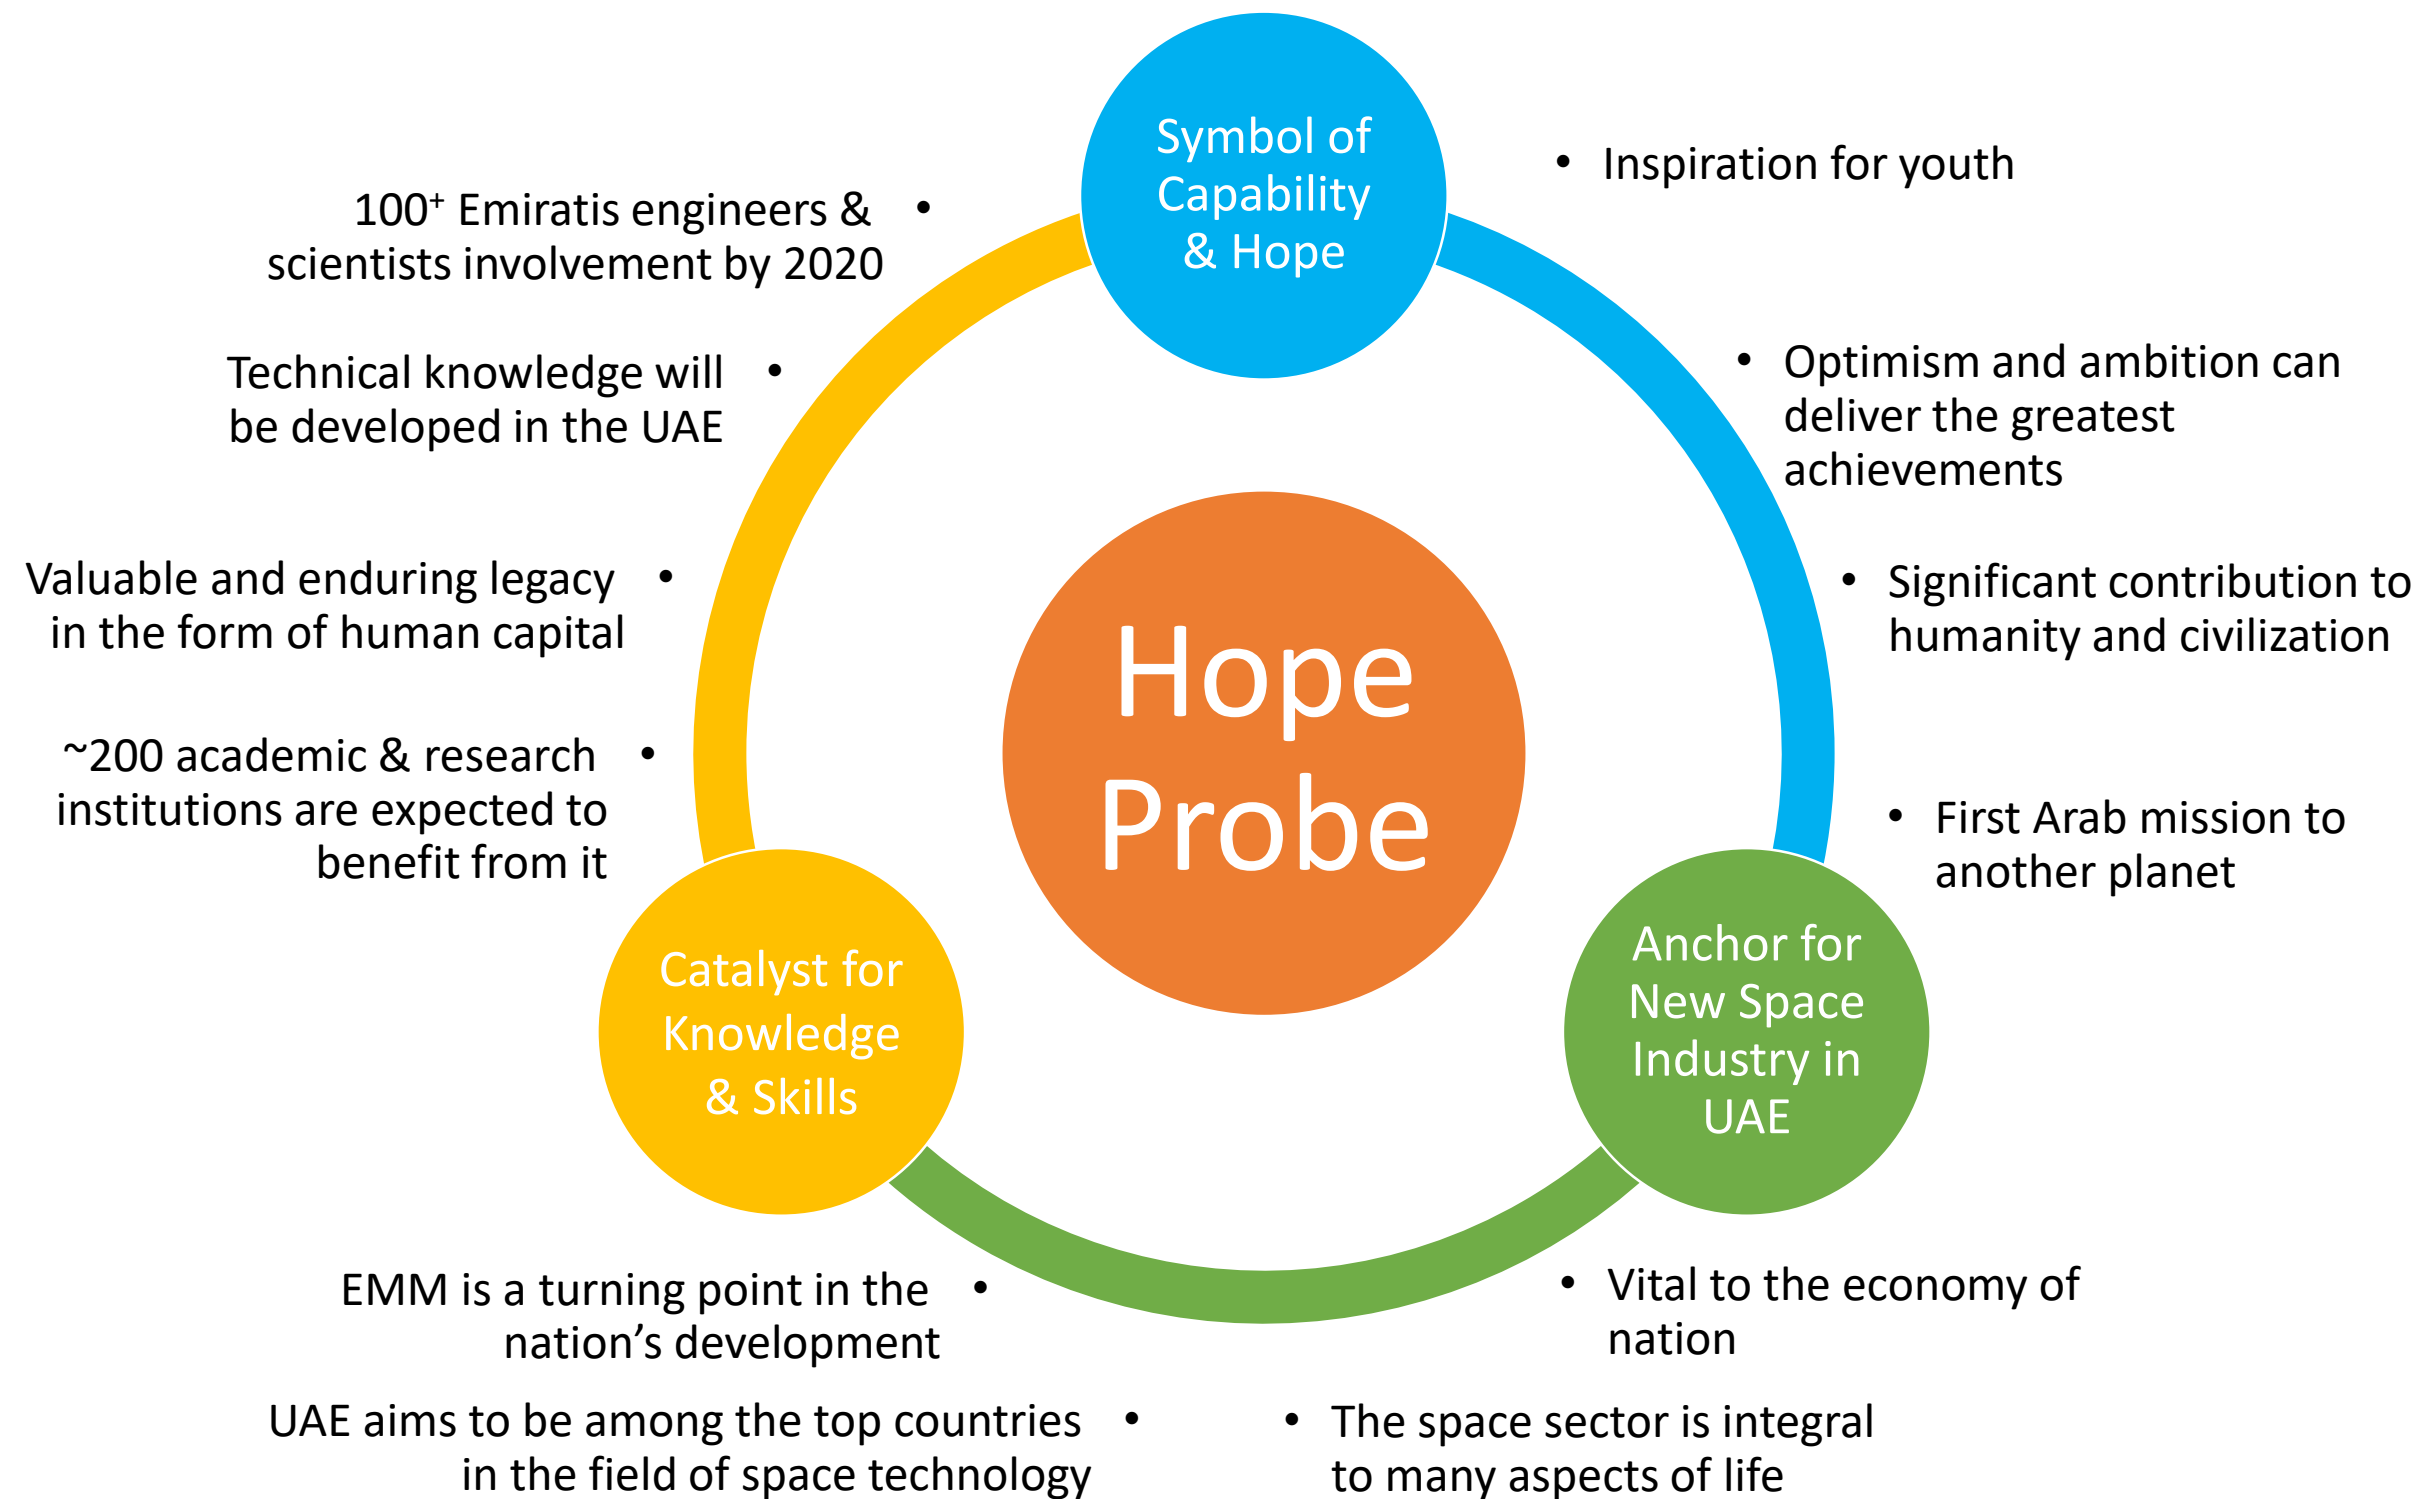 Symbol of
Capability
& Hope
• Inspiration for youth
• Optimism and ambition can
deliver the greatest
achievements
• Significant contribution to
humanity and civilization
• First Arab mission to
another planet
Anchor for
New Space
Industry in
UAE
• Vital to the economy of
nation
• The space sector is integral
to many aspects of life
EMM is a turning point in the •
nation’s development
UAE aims to be among the top countries •
in the field of space technology
Catalyst for
Knowledge
& Skills
100⁺ Emiratis engineers & •
scientists involvement by 2020
Technical knowledge will •
be developed in the UAE
Valuable and enduring legacy •
in the form of human capital
~200 academic & research •
institutions are expected to
benefit from it
Hope
Probe